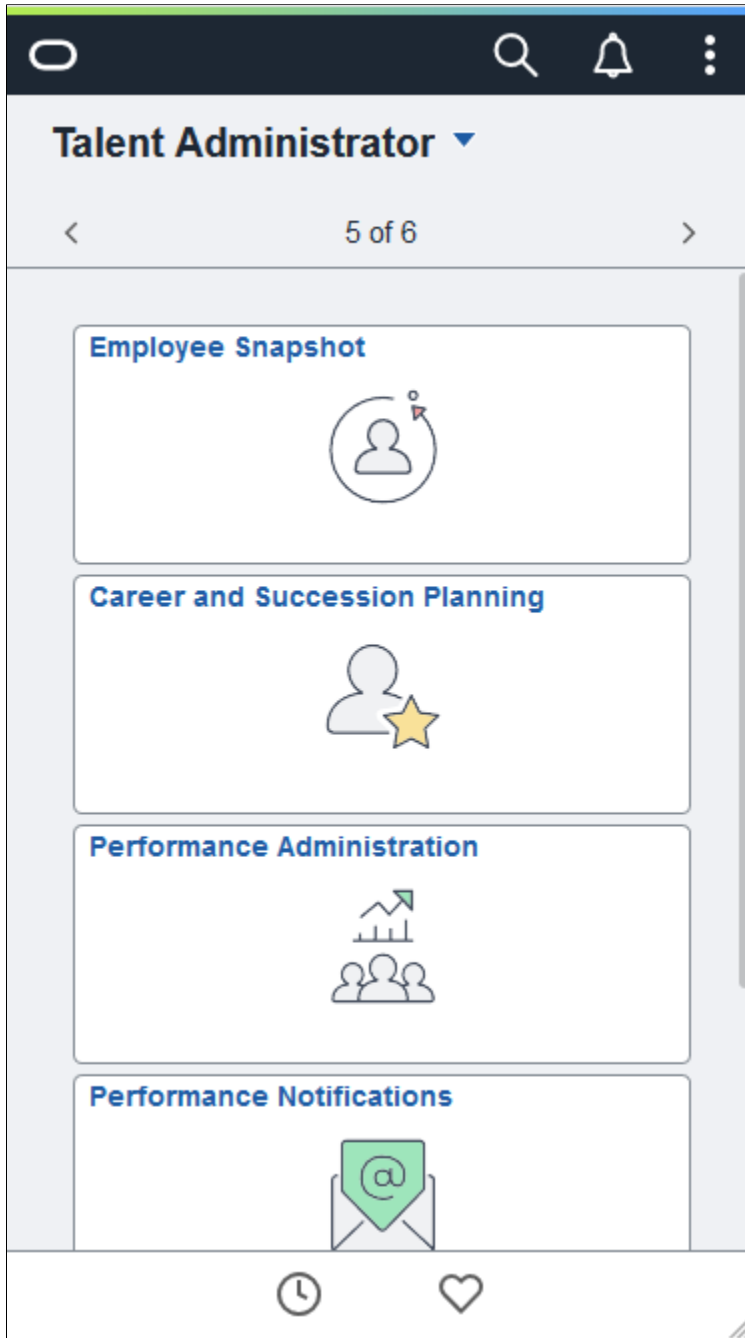 Talent Administrator
5 of 6
Employee Snapshot
Career and Succession Planning
Performance Administration
Performance Notifications
@